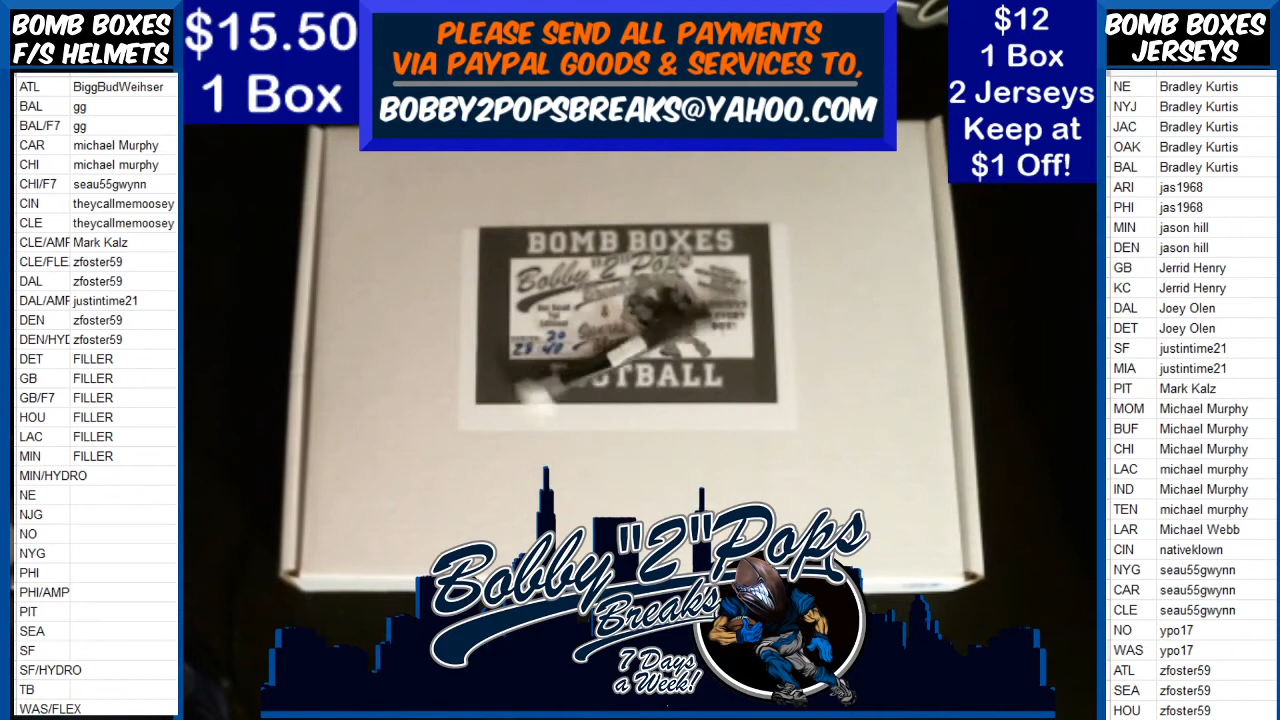 BOMB BOXES
F/S HELMETS
ATL BiggBudWeihser
BAL gg
BAL/F7 gg
CAR michael Murphy
CHI michael murphy
CHI/F7 seau55gwynn
CIN theycallmemoosey
CLE theycallmemoosey
CLE/AMF Mark Kalz
CLE/FLE zfoster59
DAL zfoster59
DAL/AMF justintime21
DEN zfoster59
DEN/HYD zfoster59
DET FILLER
GB FILLER
GB/F7 FILLER
HOU FILLER
LAC FILLER
MIN FILLER
MIN/HYDRO
NE
NJG
NO
NYG
PHI
PHI/AMP
PIT
SEA
SF
SF/HYDRO
TB
WAS/FLEX
$15.50
1 Box
PLEASE SEND ALL PAYMENTS
VIA PAYPAL GOODS & SERVICES TO,
BOBBY2POPSBREAKS@YAHOO.COM
BOMB BOXES
Bobby "2" Pops
FOOTBALL
Bobby "2" Pops
Breaks
7 Days
a Week!
$12
1 Box
2 Jerseys
Keep at
$1 Off!
BOMB BOXES
JERSEYS
NE Bradley Kurtis
NYJ Bradley Kurtis
JAC Bradley Kurtis
OAK Bradley Kurtis
BAL Bradley Kurtis
ARI jas1968
PHI jas1968
MIN jason hill
DEN jason hill
GB Jerrid Henry
KC Jerrid Henry
DAL Joey Olen
DET Joey Olen
SF justintime21
MIA justintime21
PIT Mark Kalz
MOM Michael Murphy
BUF Michael Murphy
CHI Michael Murphy
LAC michael murphy
IND Michael Murphy
TEN michael murphy
LAR Michael Webb
CIN nativeklown
NYG seau55gwynn
CAR seau55gwynn
CLE seau55gwynn
NO ypo17
WAS ypo17
ATL zfoster59
SEA zfoster59
HOU zfoster59